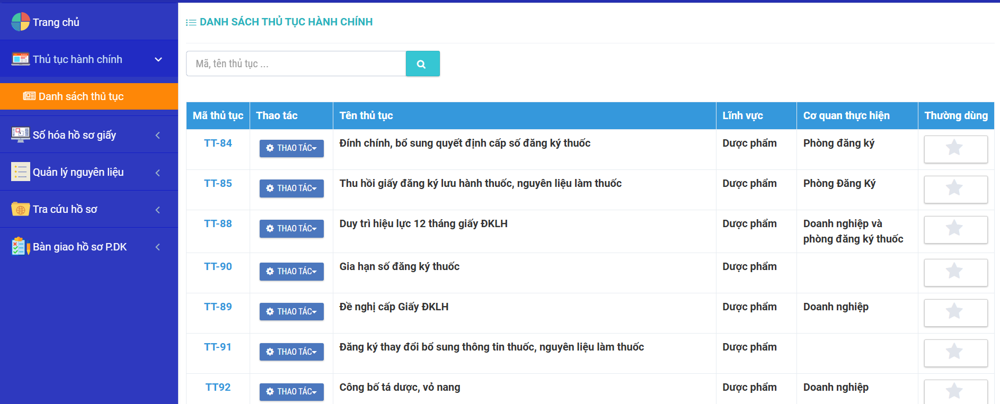 Trang chủ
Thủ tục hành chính
Danh sách thủ tục
Số hóa hồ sơ giấy
Quản lý nguyên liệu
Tra cứu hồ sơ
Bàn giao hồ sơ P.DK
DANH SÁCH THỦ TỤC HÀNH CHÍNH
Mã, tên thủ tục ...
Mã thủ tục Thao tác Tên thủ tục Lĩnh vực Cơ quan thực hiện Thường dùng
TT-84 THAO TÁC Đính chính, bổ sung quyết định cấp số đăng ký thuốc Dược phẩm Phòng đăng ký
TT-85 THAO TÁC Thu hồi giấy đăng ký lưu hành thuốc, nguyên liệu làm thuốc Dược phẩm Phòng Đăng Ký
TT-88 THAO TÁC Duy trì hiệu lực 12 tháng giấy ĐKLH Dược phẩm Doanh nghiệp và
phòng đăng ký thuốc
TT-90 THAO TÁC Gia hạn số đăng ký thuốc Dược phẩm
TT-89 THAO TÁC Đề nghị cấp Giấy ĐKLH Dược phẩm Doanh nghiệp
TT-91 THAO TÁC Đăng ký thay đổi bổ sung thông tin thuốc, nguyên liệu làm thuốc Dược phẩm
TT92 THAO TÁC Công bố tá dược, vỏ nang Dược phẩm Doanh nghiệp